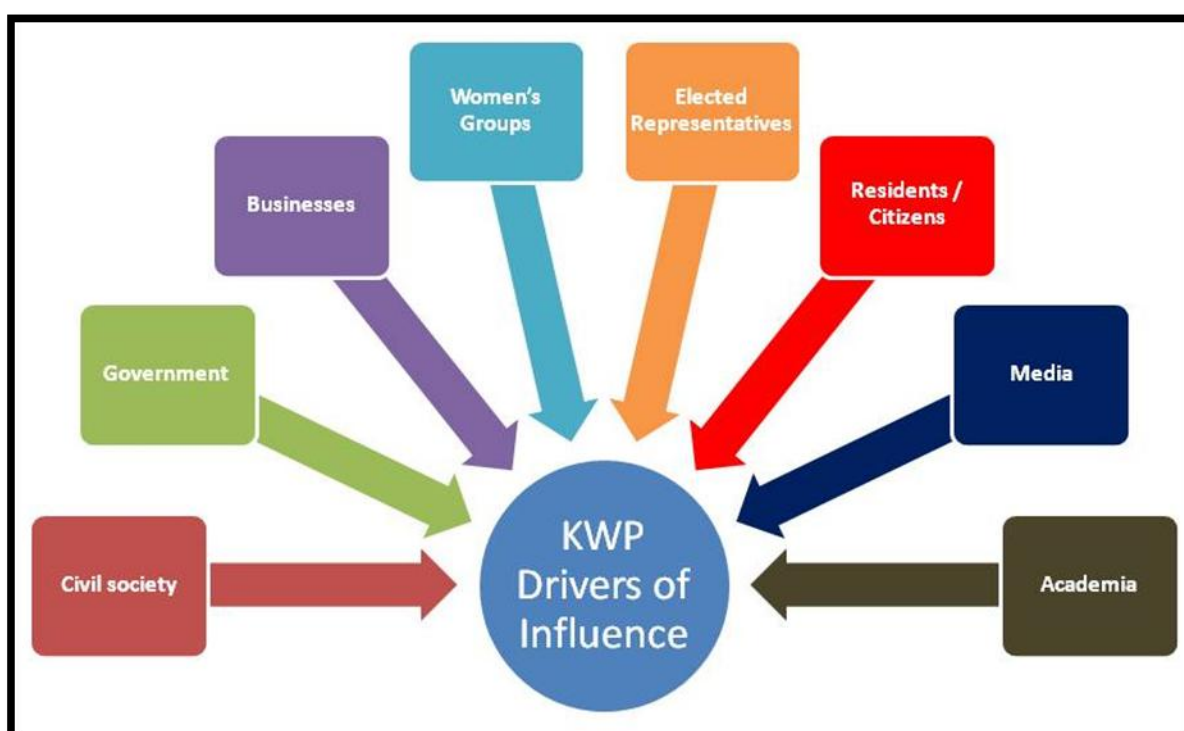 Women's
Groups
Elected
Representatives
Businesses
Residents /
Citizens
Government
Media
Civil society
KWP
Drivers of
Influence
Academia